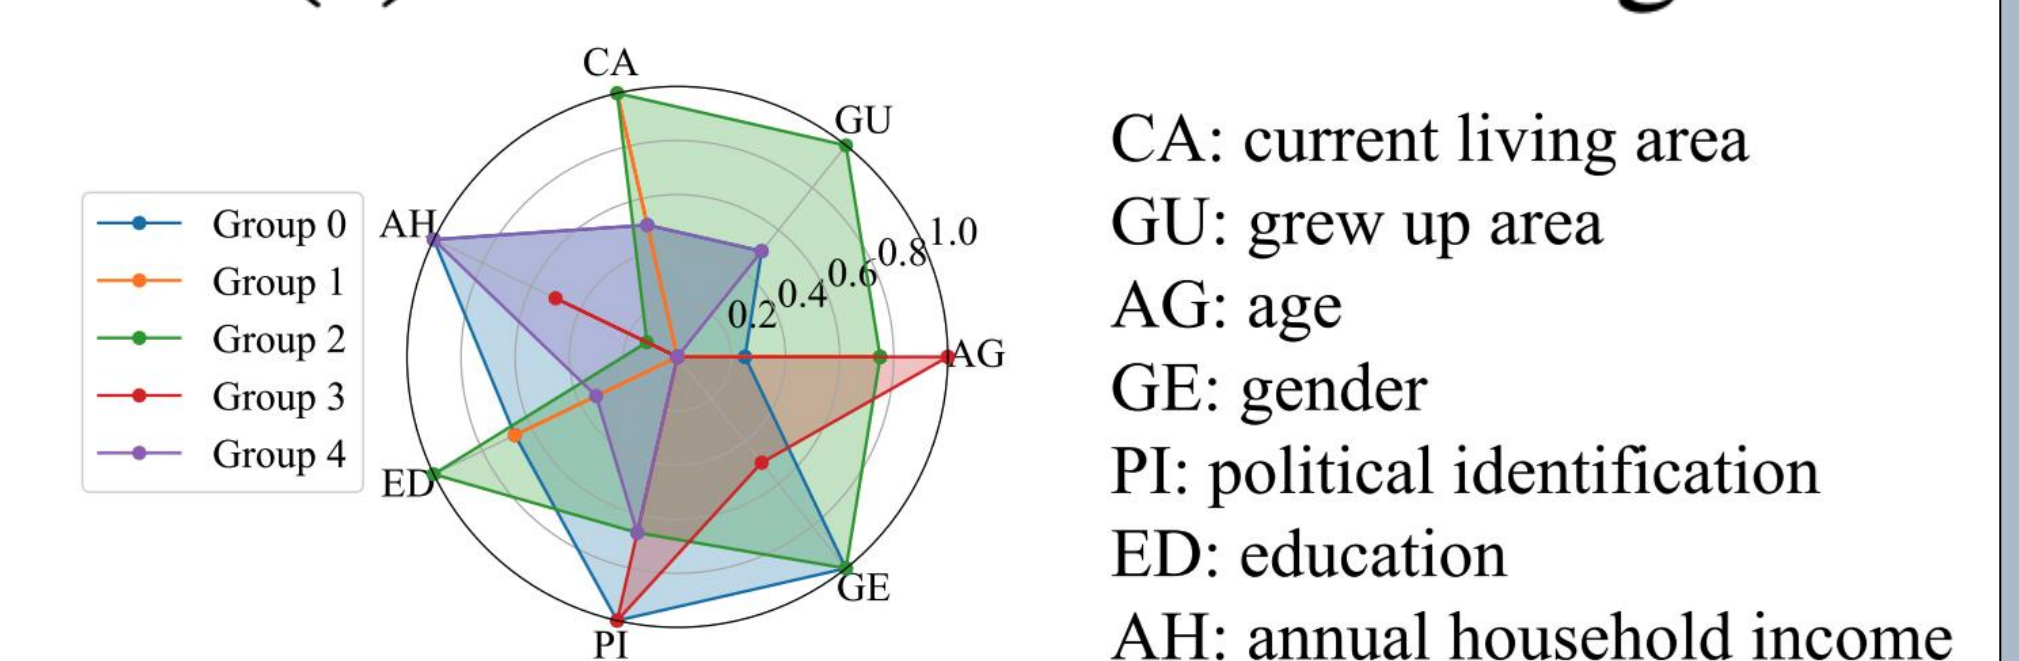 CA
GU
AH
1.0
0.8
0.6
0.4
0.2
AG
ED
GE
PI
Group 0
Group 1
Group 2
Group 3
Group 4
CA: current living area
GU: grew up area
AG: age
GE: gender
PI: political identification
ED: education
AH: annual household income